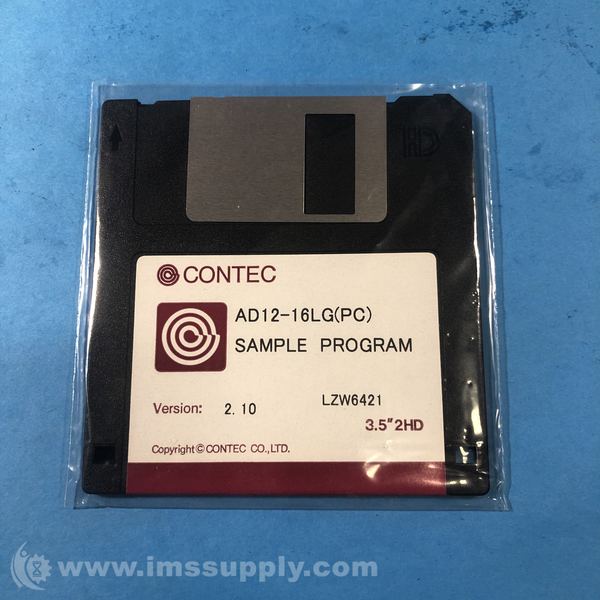 HD
CONTEC
AD12-16LG(PC)
SAMPLE PROGRAM
Version: 2.10 LZW6421
3.5"2HD
Copyright © CONTEC CO.,LTD.
www.imssupply.com